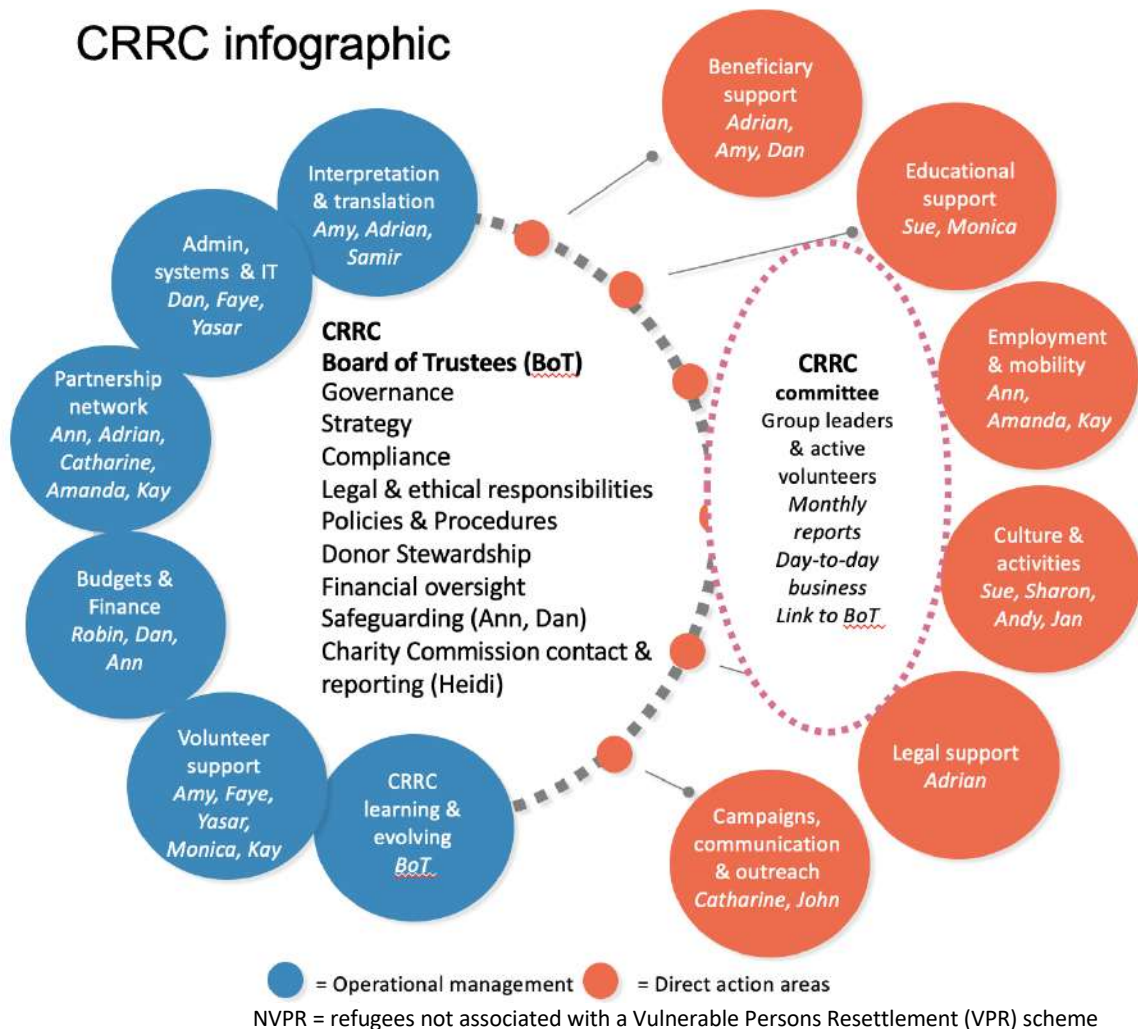 CRRC infographic
Beneficiary
support
Adrian,
Amy, Dan
Interpretation
& translation
Amy, Adrian,
Samir
Educational
support
Sue, Monica
Admin,
systems & IT
Dan, Faye,
Yasar
Employment
& mobility
Ann,
Amanda, Kay
Partnership
network
Ann, Adrian,
Catharine,
Amanda, Kay
CRRC
Board of Trustees (BoT)
Governance
Strategy
Compliance
Legal & ethical responsibilities
Policies & Procedures
Donor Stewardship
Financial oversight
Safeguarding (Ann, Dan)
Charity Commission contact &
reporting (Heidi)
CRRC
committee
Group leaders
& active
volunteers
Monthly
reports
Day-to-day
business
Link to BoT
Culture &
activities
Sue, Sharon,
Andy, Jan
Budgets &
Finance
Robin, Dan,
Ann
Legal support
Adrian
Volunteer
support
Amy, Faye,
Yasar,
Monica, Kay
CRRC
learning &
evolving
BoT
Campaigns,
communication
& outreach
Catharine, John
= Operational management
= Direct action areas
NVPR = refugees not associated with a Vulnerable Persons Resettlement (VPR) scheme